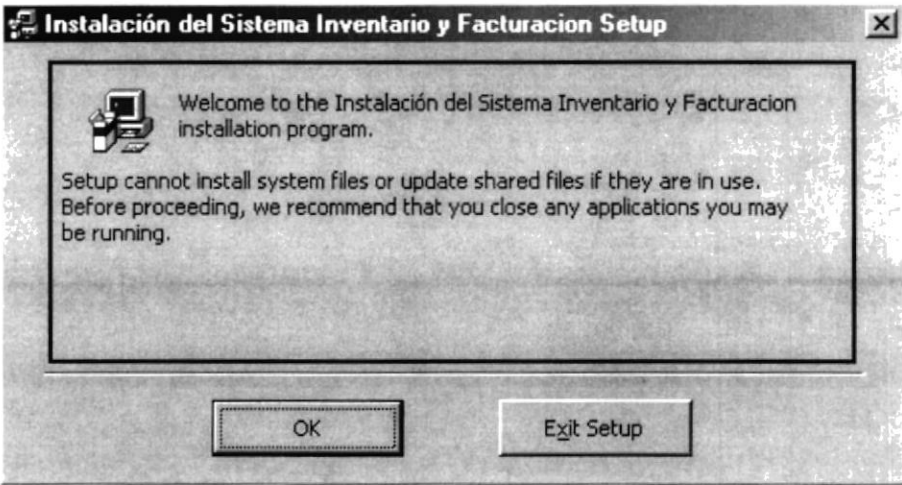 Instalación del Sistema Inventario y Facturacion Setup
Welcome to the Instalación del Sistema Inventario y Facturacion
installation program.
Setup cannot install system files or update shared files if they are in use.
Before proceeding, we recommend that you close any applications you may
be running.
OK
Exit Setup